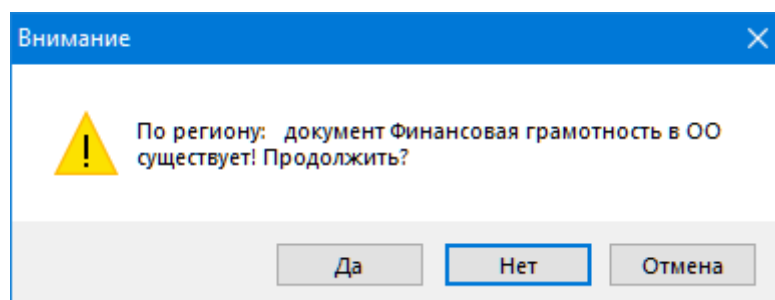 Внимание
По региону:   документ Финансовая грамотность в ОО
существует! Продолжить?
Да Нет Отмена